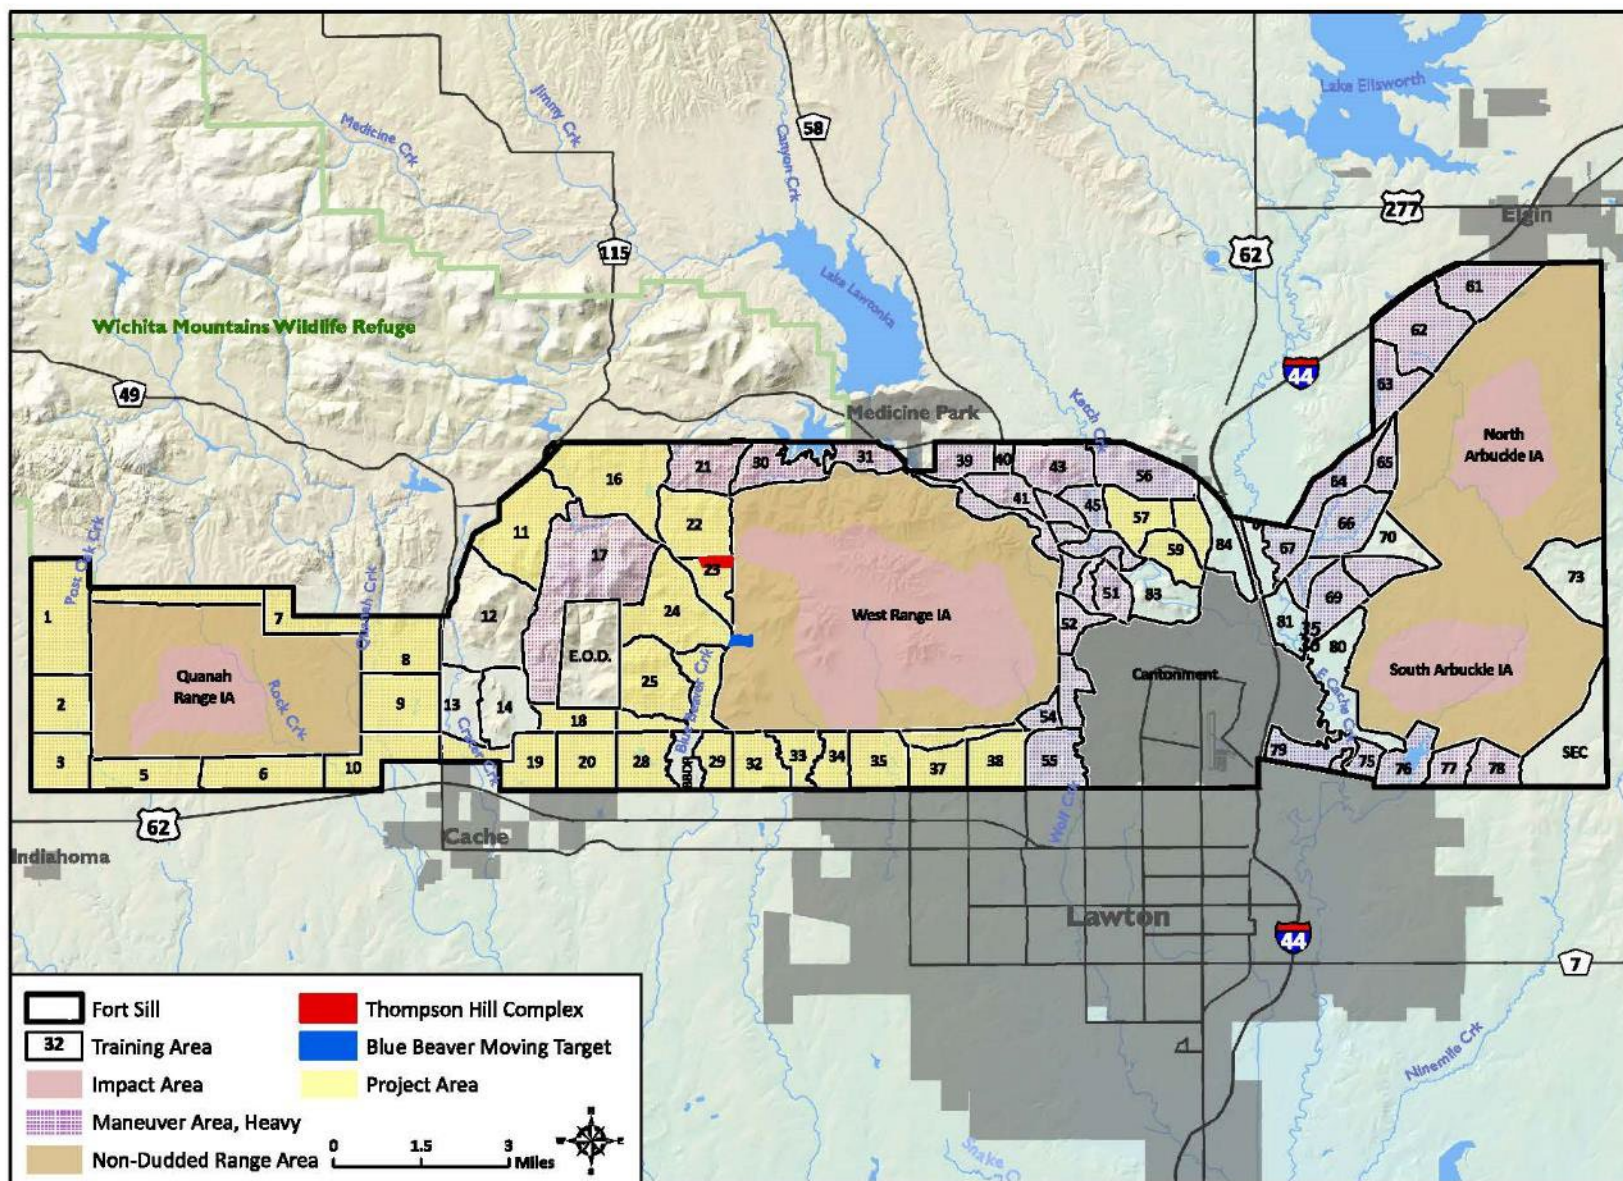 Lake Ellsworth
Jimmy Crk
Medicine Crk
Canyon Crk
58
277
Elgin
115
62
Lake Lawtonka
Wichita Mountains Wildlife Refuge
44
49
Medicine Park
Ketch Crk
61
62
63
North
Arbuckle IA
16
21
30
31
39
40
43
56
65
64
11
22
41
45
57
66
70
17
23
59
84
67
73
Post Oak Crk
Quanah Crk
1
7
12
24
West Range IA
51
83
69
52
81
35
36
80
8
E.O.D.
Quanah
Range IA
Rock Crk
2
9
13
14
25
Blue Beaver Crk
Cantonment
South Arbuckle IA
E Cache Crk
18
54
3
5
6
10
19
20
28
BBDR
29
32
33
34
35
37
38
55
79
75
76
77
78
SEC
62
Cache
Indiahoma
Wolf Crk
Lawton
44
7
Ninemile Crk
Fort Sill
Thompson Hill Complex
32
Training Area
Blue Beaver Moving Target
Impact Area
Project Area
Maneuver Area, Heavy
Non-Dudded Range Area
0
1.5
3
Miles
N
W
E
S
Snake